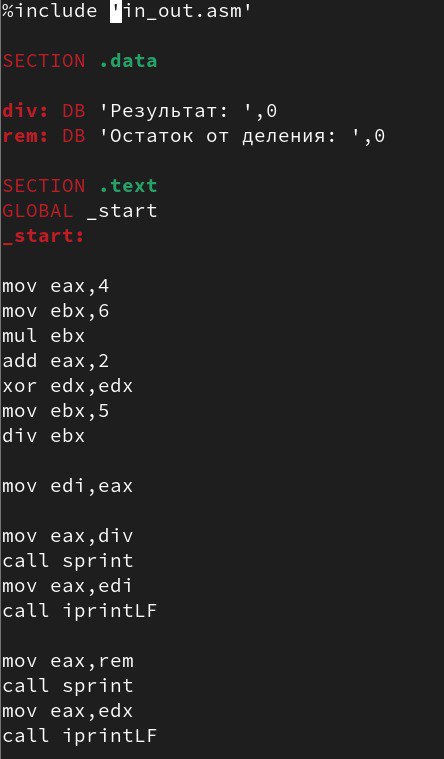 %include 'in_out.asm'
SECTION .data
div: DB 'Результат: ',0
rem: DB 'Остаток от деления: ',0
SECTION .text
GLOBAL _start
_start:
mov eax,4
mov ebx,6
mul ebx
add eax,2
xor edx,edx
mov ebx,5
div ebx
mov edi,eax
mov eax,div
call sprint
mov eax,edi
call iprintLF
mov eax,rem
call sprint
mov eax,edx
call iprintLF